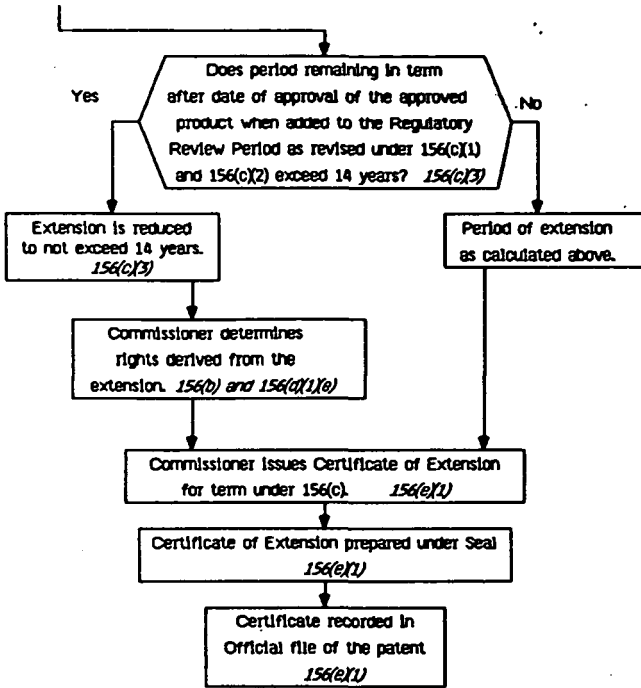 Does period remaining in term
after date of approval of the approved
product when added to the Regulatory
Review Period as revised under 156(c)(1)
and 156(c)(2) exceed 14 years? 156(c)(3)
Yes
No
Extension is reduced
to not exceed 14 years.
156(c)(3)
Period of extension
as calculated above.
Commissioner determines
rights derived from the
extension. 156(b) and 156(d)(1)(e)
Commissioner issues Certificate of Extension
for term under 156(c). 156(e)(1)
Certificate of Extension prepared under Seal
156(e)(1)
Certificate recorded in
Official file of the patent
156(e)(1)